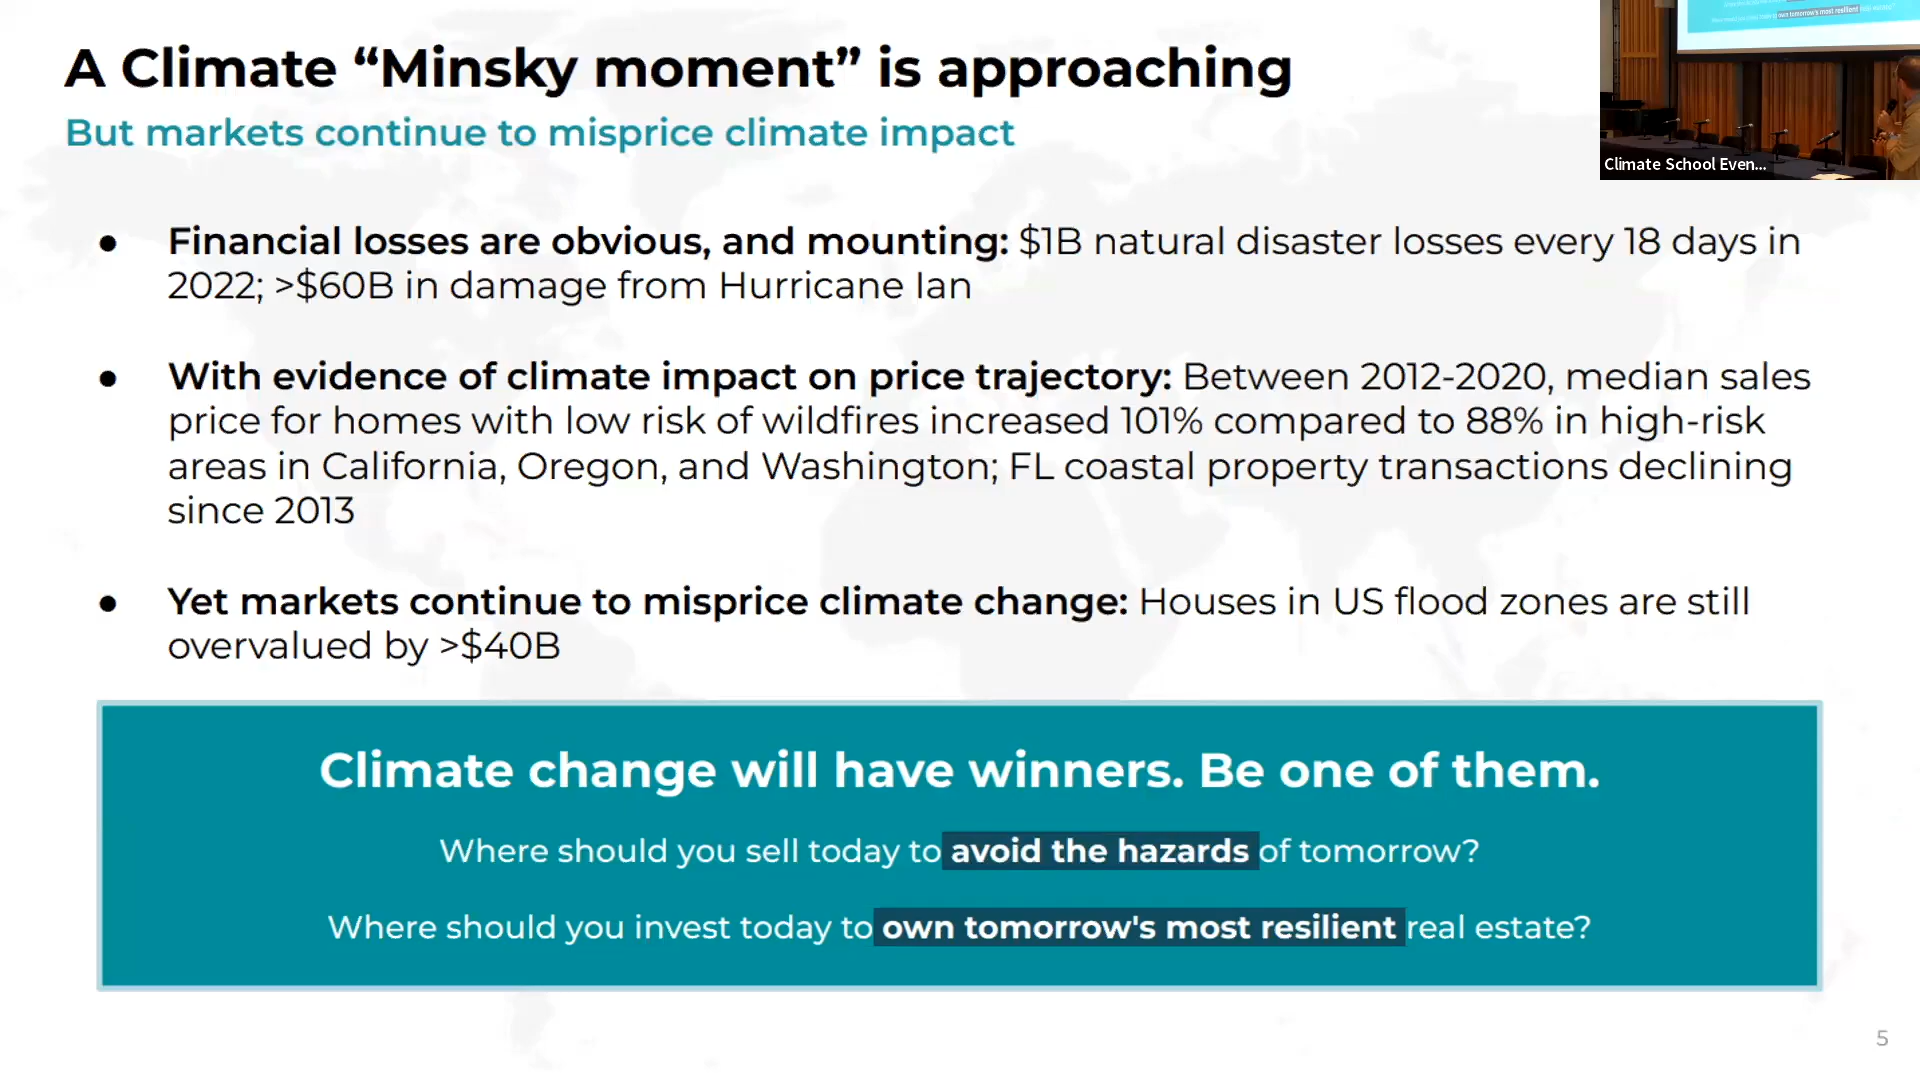 A Climate “Minsky moment” is approaching
But markets continue to misprice climate impact
own tomorrow's most resilient
Climate School Even...
● Financial losses are obvious, and mounting: $1B natural disaster losses every 18 days in
2022; >$60B in damage from Hurricane Ian
● With evidence of climate impact on price trajectory: Between 2012-2020, median sales
price for homes with low risk of wildfires increased 101% compared to 88% in high-risk
areas in California, Oregon, and Washington; FL coastal property transactions declining
since 2013
● Yet markets continue to misprice climate change: Houses in US flood zones are still
overvalued by >$40B
Climate change will have winners. Be one of them.
Where should you sell today to avoid the hazards of tomorrow?
Where should you invest today to own tomorrow's most resilient real estate?
5